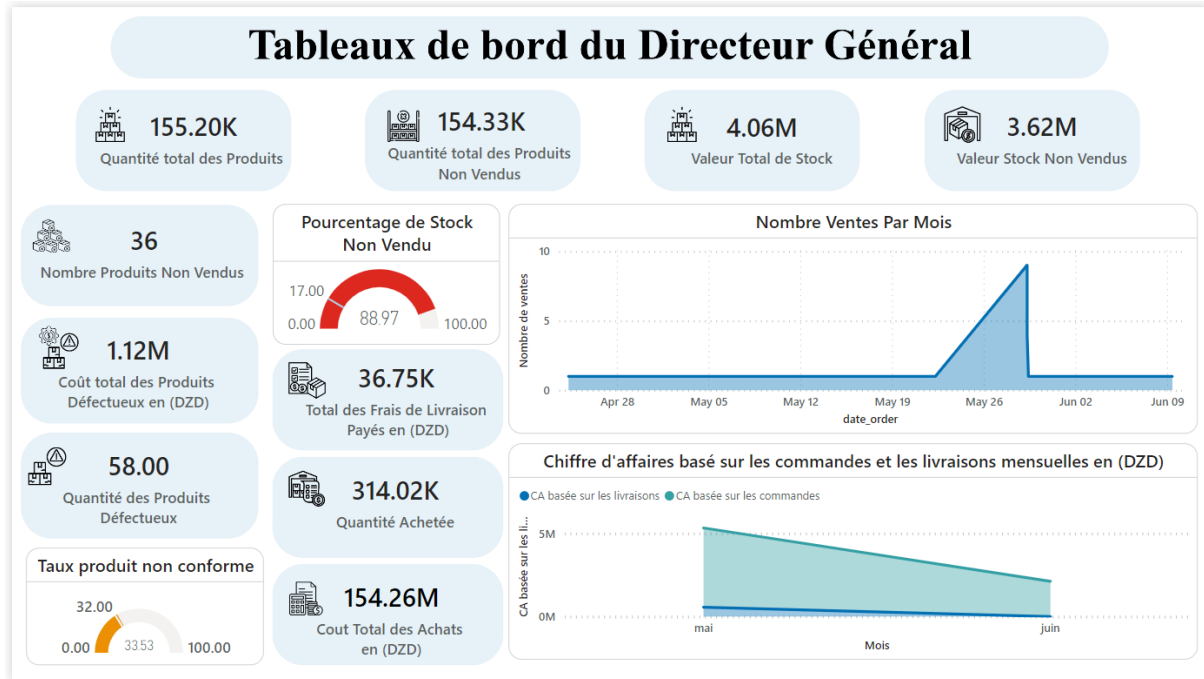 Tableaux de bord du Directeur Général
155.20K
Quantité total des Produits
154.33K
Quantité total des Produits
Non Vendus
4.06M
Valeur Total de Stock
3.62M
Valeur Stock Non Vendus
36
Nombre Produits Non Vendus
1.12M
Coût total des Produits
Défectueux en (DZD)
58.00
Quantité des Produits
Défectueux
Taux produit non conforme
32.00
0.00
33.53
100.00
Pourcentage de Stock
Non Vendu
17.00
0.00
88.97
100.00
36.75K
Total des Frais de Livraison
Payés en (DZD)
314.02K
Quantité Achetée
154.26M
Cout Total des Achats
en (DZD)
Nombre Ventes Par Mois
Nombre de ventes
10
5
0
Apr 28
May 05
May 12
May 19
May 26
Jun 02
Jun 09
date_order
Chiffre d'affaires basé sur les commandes et les livraisons mensuelles en (DZD)
CA basée sur les livraisons
CA basée sur les commandes
CA basée sur les li...
5M
0M
mai
juin
Mois